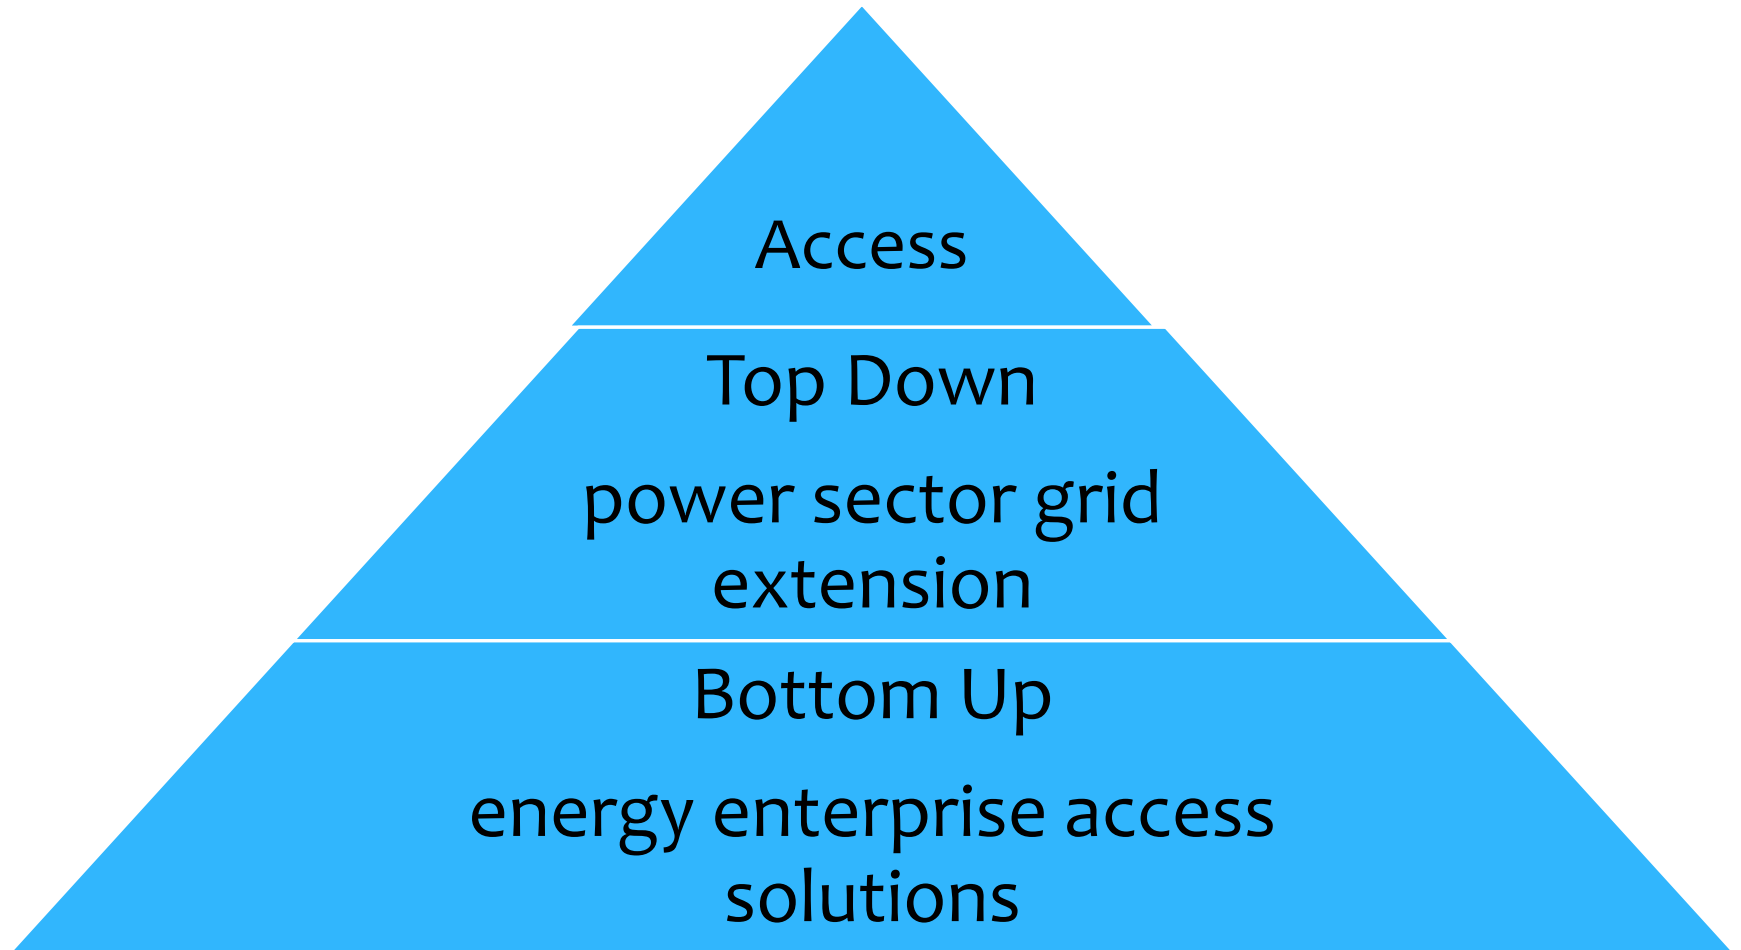 Access
Top Down
power sector grid
extension
Bottom Up
energy enterprise access
solutions